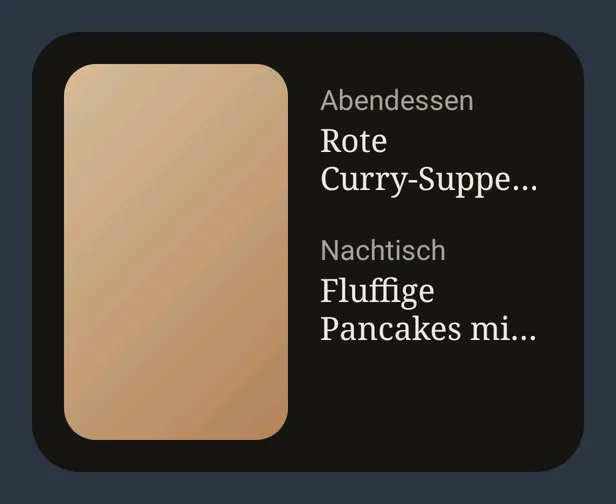 Abendessen
Rote
Curry-Suppe…
Nachtisch
Fluffige
Pancakes mi…